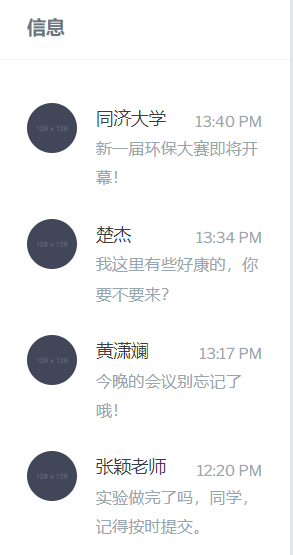 信息
128 x 128
同济大学 13:40 PM
新一届环保大赛即将开
幕！
128 x 128
楚杰 13:34 PM
我这里有些好康的，你
要不要来？
128 x 128
黄潇斓 13:17 PM
今晚的会议别忘记了
哦！
128 x 128
张颖老师 12:20 PM
实验做完了吗，同学，
记得按时提交。